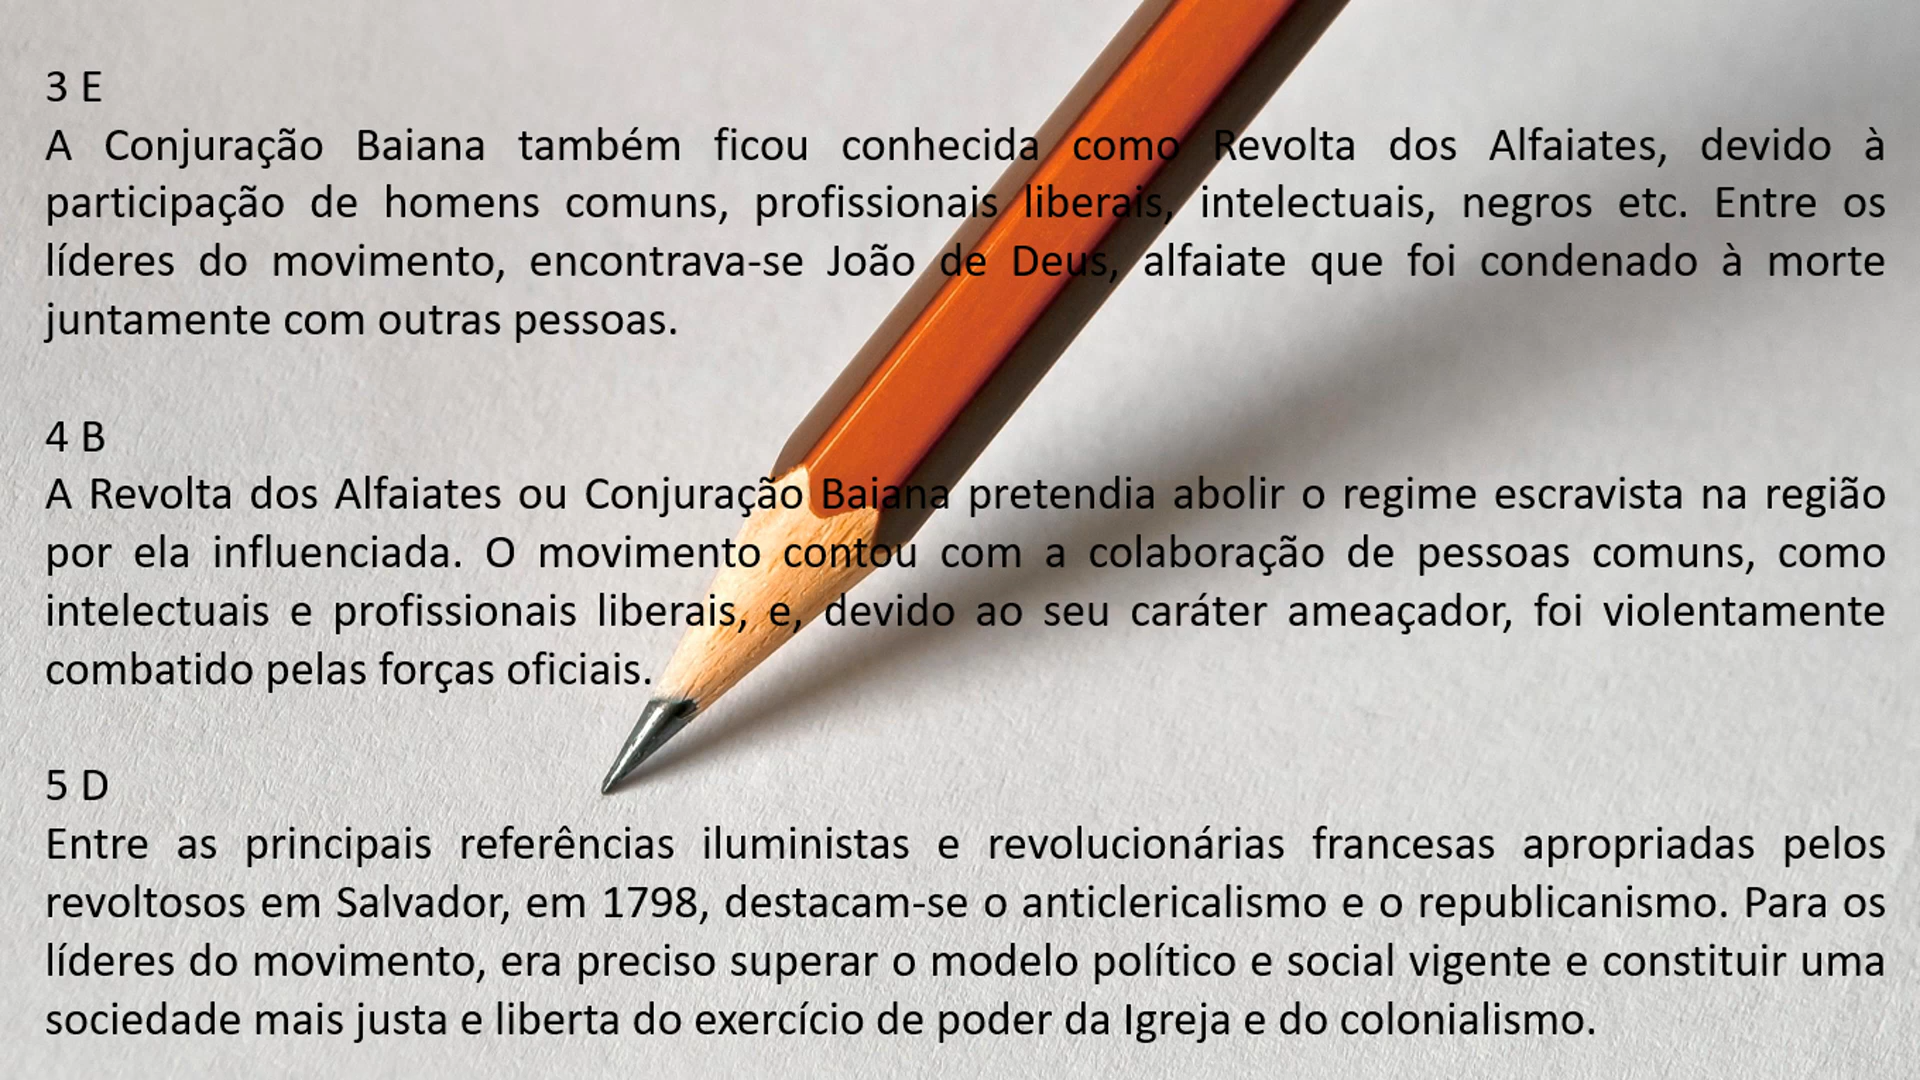 3 E
A Conjuração Baiana também ficou conhecida como Revolta dos Alfaiates, devido à
participação de homens comuns, profissionais liberais, intelectuais, negros etc. Entre os
líderes do movimento, encontrava-se João de Deus, alfaiate que foi condenado à morte
juntamente com outras pessoas.
4 B
A Revolta dos Alfaiates ou Conjuração Baiana pretendia abolir o regime escravista na região
por ela influenciada. O movimento contou com a colaboração de pessoas comuns, como
intelectuais e profissionais liberais, e, devido ao seu caráter ameaçador, foi violentamente
combatido pelas forças oficiais.
5 D
Entre as principais referências iluministas e revolucionárias francesas apropriadas pelos
revoltosos em Salvador, em 1798, destacam-se o anticlericalismo e o republicanismo. Para os
líderes do movimento, era preciso superar o modelo político e social vigente e constituir uma
sociedade mais justa e liberta do exercício de poder da Igreja e do colonialismo.